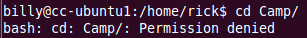 billy@cc-ubuntu1:/home/rick$ cd Camp/
bash: cd: Camp/: Permission denied